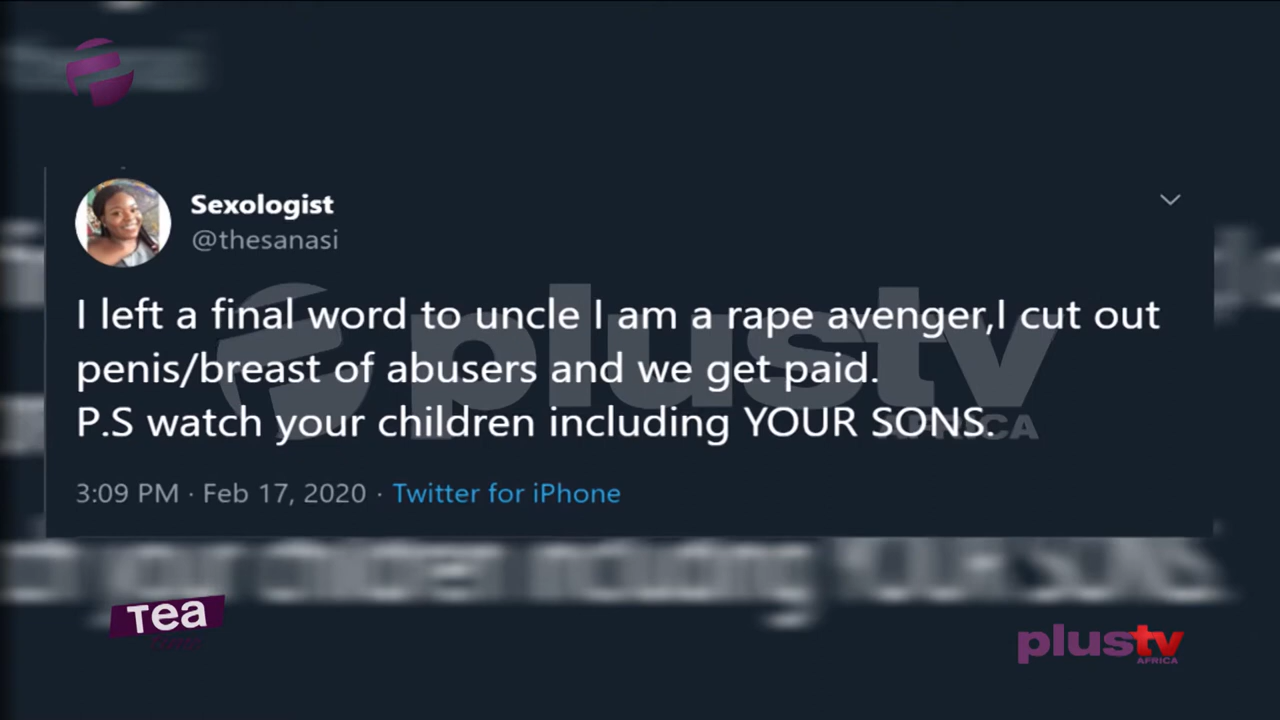 Sexologist
@thesanasi
I left a final word to uncle I am a rape avenger,I cut out
penis/breast of abusers and we get paid.
P.S watch your children including YOUR SONS.
3:09 PM · Feb 17, 2020 · Twitter for iPhone
plustv
AFRICA
Tea
plustv
AFRICA